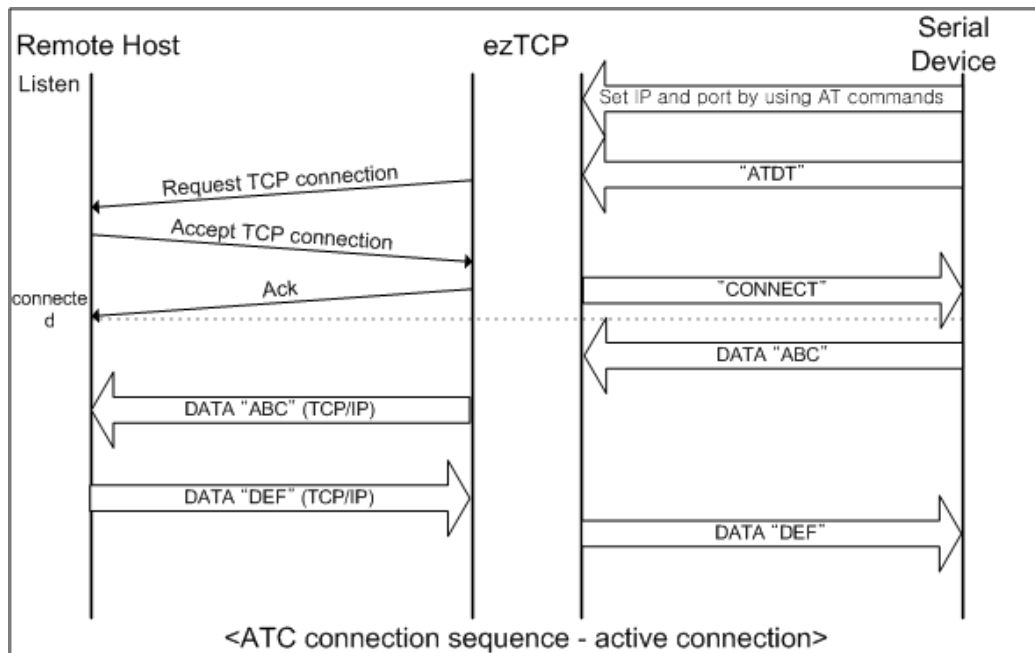 Remote Host
ezTCP
Serial
Device
Listen
Set IP and port by using AT commands
"ATDT"
Request TCP connection
Accept TCP connection
Ack
"CONNECT"
connecte
d
DATA "ABC"
DATA "ABC" (TCP/IP)
DATA "DEF" (TCP/IP)
DATA "DEF"
<ATC connection sequence - active connection>